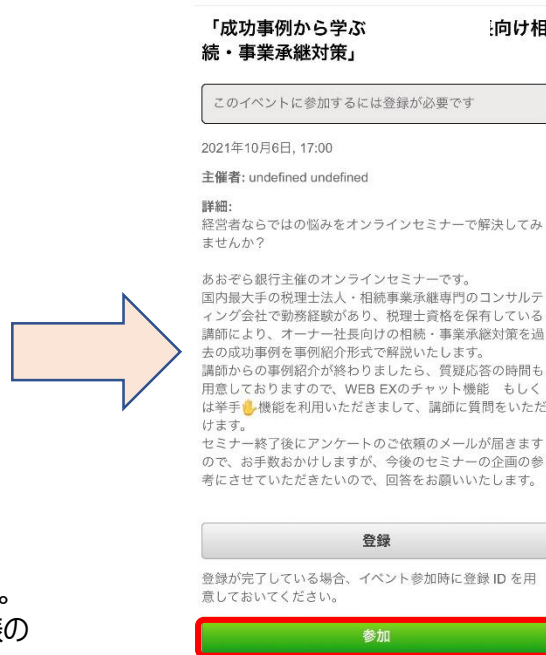 「成功事例から学ぶ
向け相
続・事業承継対策」
このイベントに参加するには登録が必要です
2021年10月6日, 17:00
主催者: undefined undefined
詳細:
経営者ならではの悩みをオンラインセミナーで解決してみ
ませんか？
あおぞら銀行主催のオンラインセミナーです。
国内最大手の税理士法人・相続事業承継専門のコンサルテ
ィング会社で勤務経験があり、税理士資格を保有している
講師により、オーナー社長向けの相続・事業承継対策を過
去の成功事例を事例紹介形式で解説いたします。
講師からの事例紹介が終わりましたら、質疑応答の時間も
用意しておりますので、WEB EXのチャット機能　もしく
は挙手✋機能を利用いただきまして、講師に質問をいただ
けます。
セミナー終了後にアンケートのご依頼のメールが届きます
ので、お手数おかけしますが、今後のセミナーの企画の参
考にさせていただきたいので、回答をお願いいたします。
登録
登録が完了している場合、イベント参加時に登録 ID を用
意しておいてください。
参加
。
の